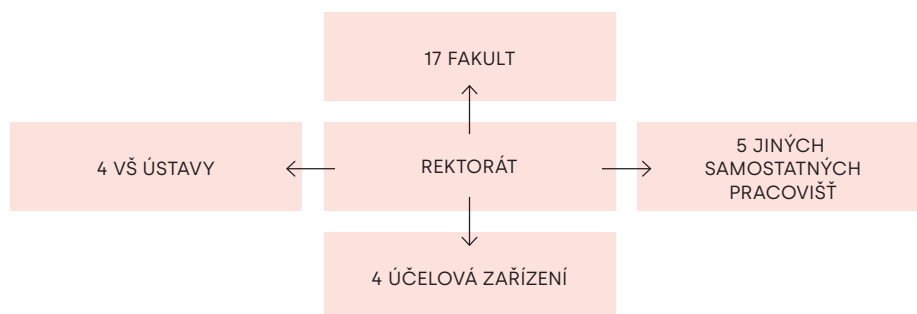 17 FAKULT
4 VŠ ÚSTAVY
REKTORÁT
5 JINÝCH
SAMOSTATNÝCH
PRACOVIŠŤ
4 ÚČELOVÁ ZAŘÍZENÍ